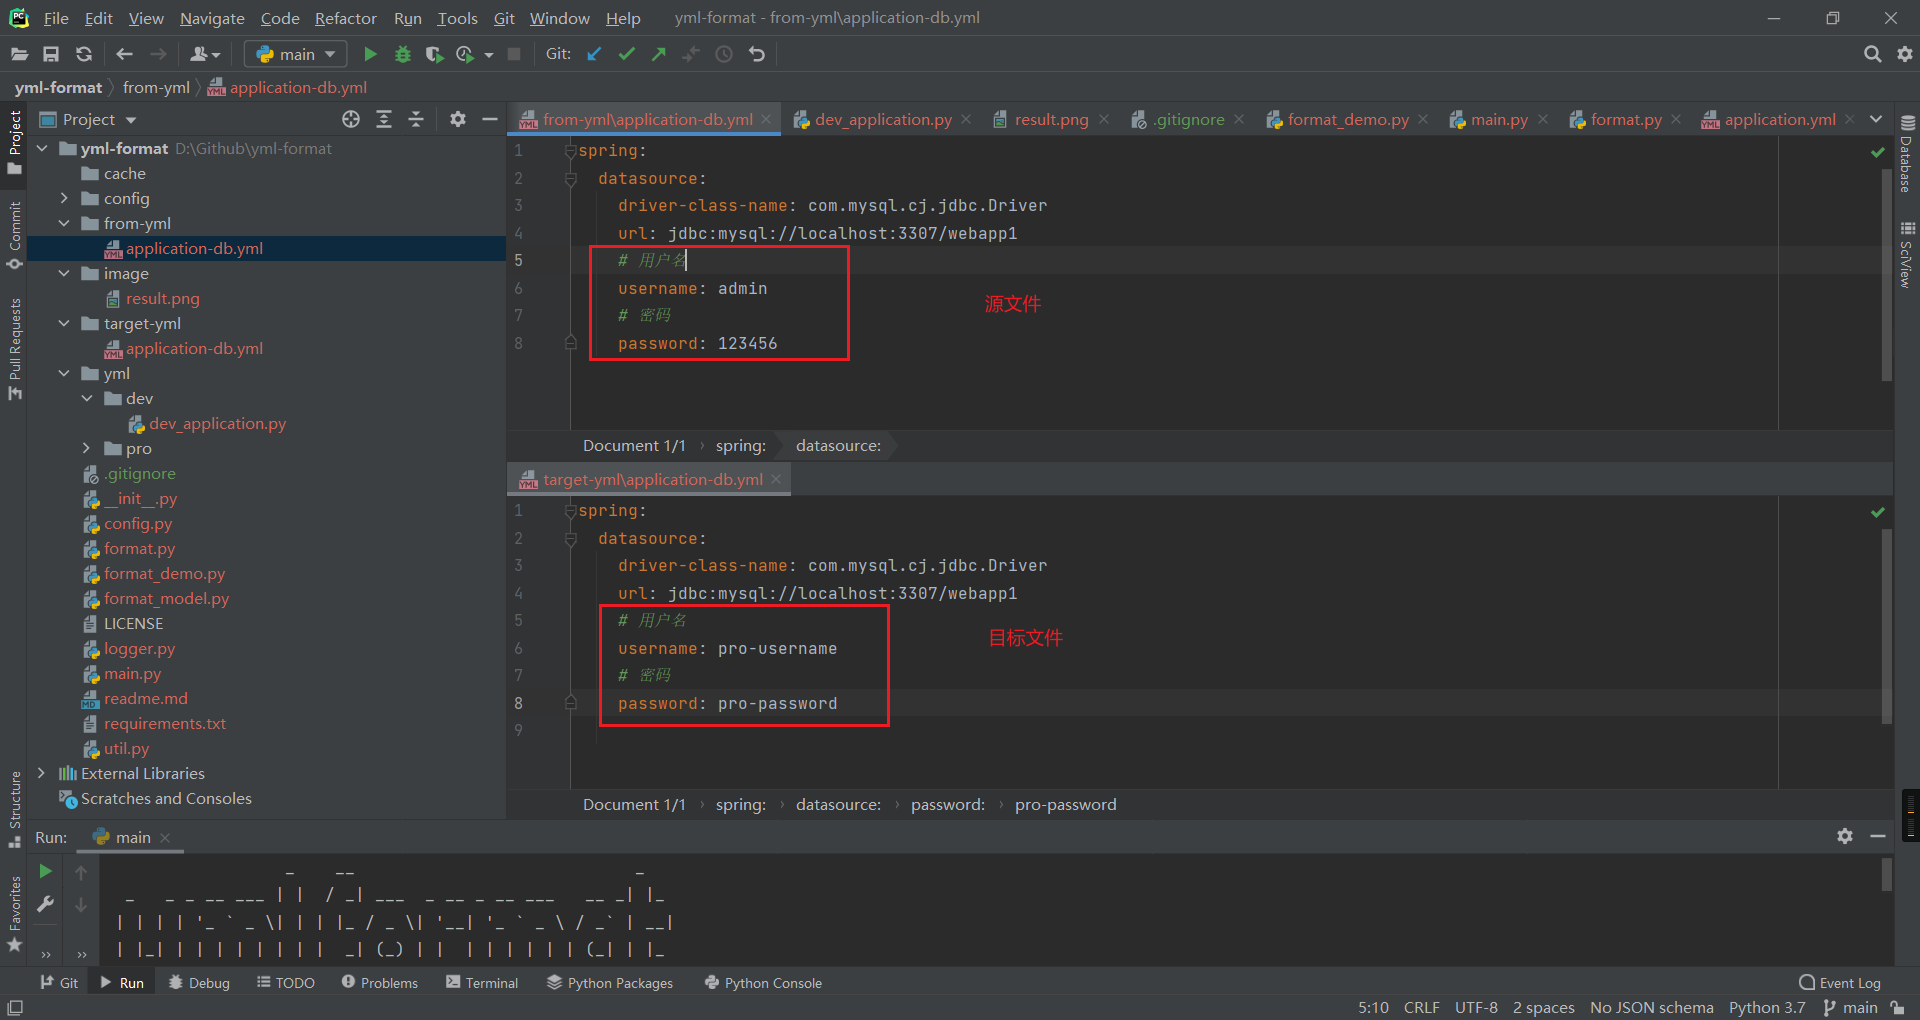 File Edit View Navigate Code Refactor Run Tools Git Window Help yml-format - from-yml\application-db.yml
main Git:
yml-format from-yml application-db.yml
Project
from-yml\application-db.yml dev_application.py result.png .gitignore format_demo.py main.py format.py application.yml
yml-format D:\Github\yml-format
cache
config
from-yml
application-db.yml
image
result.png
target-yml
application-db.yml
yml
dev
dev_application.py
pro
.gitignore
__init__.py
config.py
format.py
format_demo.py
format_model.py
LICENSE
logger.py
main.py
readme.md
requirements.txt
util.py
External Libraries
Scratches and Consoles
Project
Commit
Pull Requests
Structure
Favorites
1 spring:
2 datasource:
3 driver-class-name: com.mysql.cj.jdbc.Driver
4 url: jdbc:mysql://localhost:3307/webapp1
5 # 用户名
6 username: admin
7 # 密码
8 password: 123456
源文件
Document 1/1 › spring: › datasource:
target-yml\application-db.yml
1 spring:
2 datasource:
3 driver-class-name: com.mysql.cj.jdbc.Driver
4 url: jdbc:mysql://localhost:3307/webapp1
5 # 用户名
6 username: pro-username
7 # 密码
8 password: pro-password
9
目标文件
Document 1/1 › spring: › datasource: › password: › pro-password
Database
SciView
Run: main
Git Run Debug TODO Problems Terminal Python Packages Python Console Event Log
5:10 CRLF UTF-8 2 spaces No JSON schema Python 3.7 main